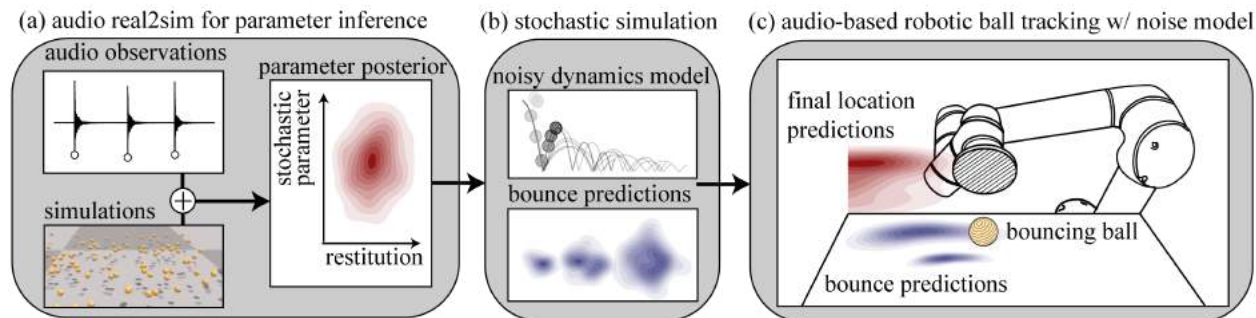 (a) audio real2sim for parameter inference
audio observations
simulations
parameter posterior
stochastic
parameter
restitution
(b) stochastic simulation
noisy dynamics model
bounce predictions
(c) audio-based robotic ball tracking w/ noise model
final location
predictions
bouncing ball
bounce predictions